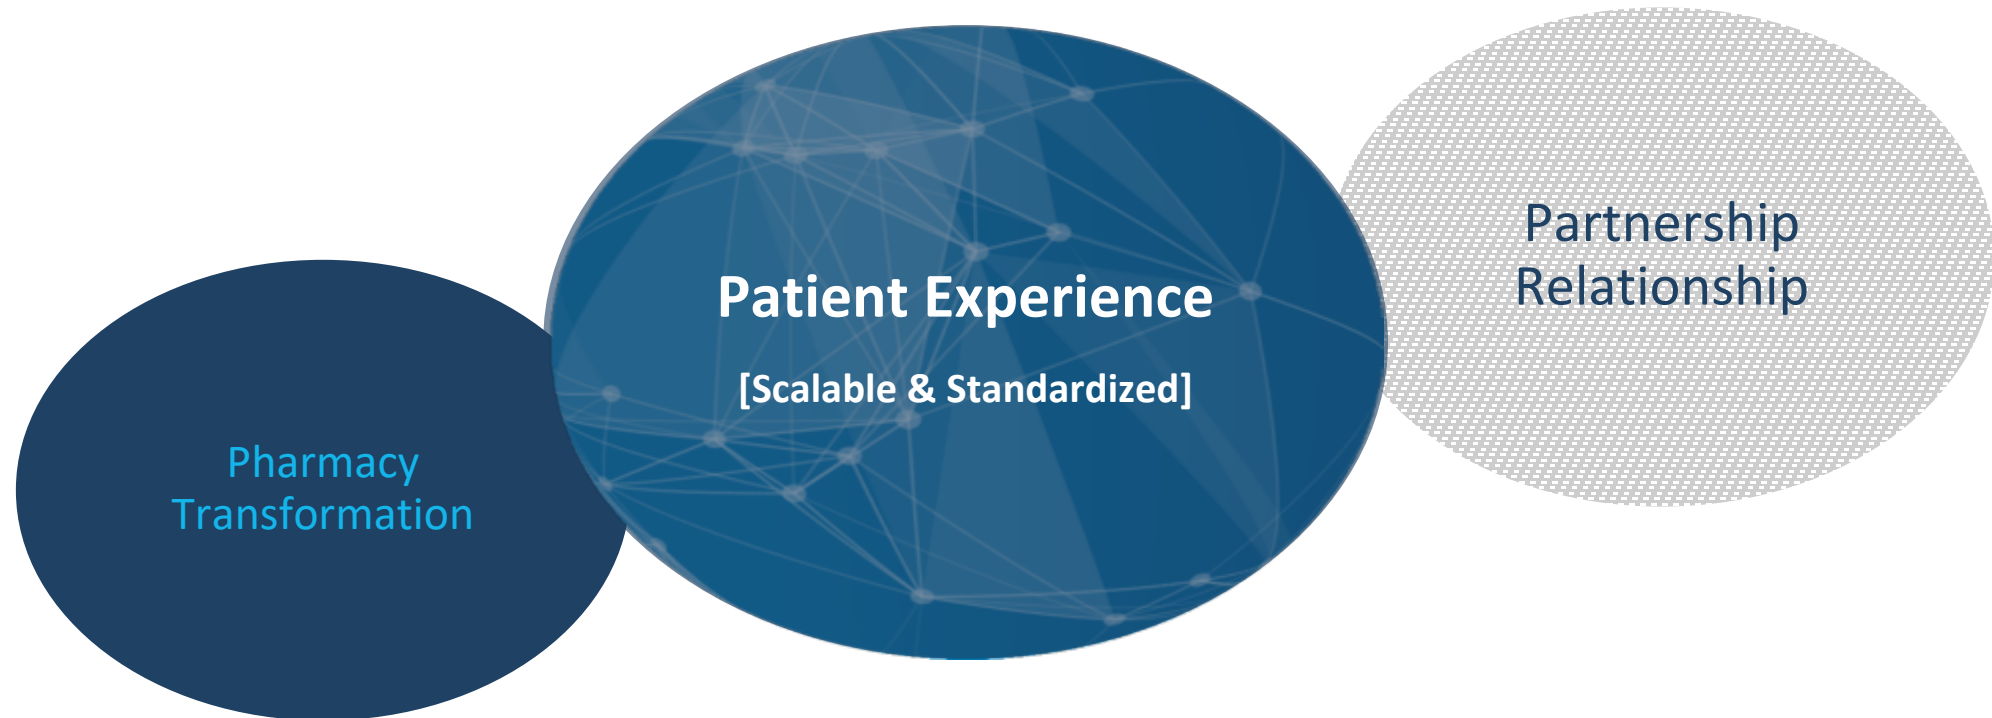 Pharmacy
Transformation
Patient Experience
[Scalable & Standardized]
Partnership
Relationship